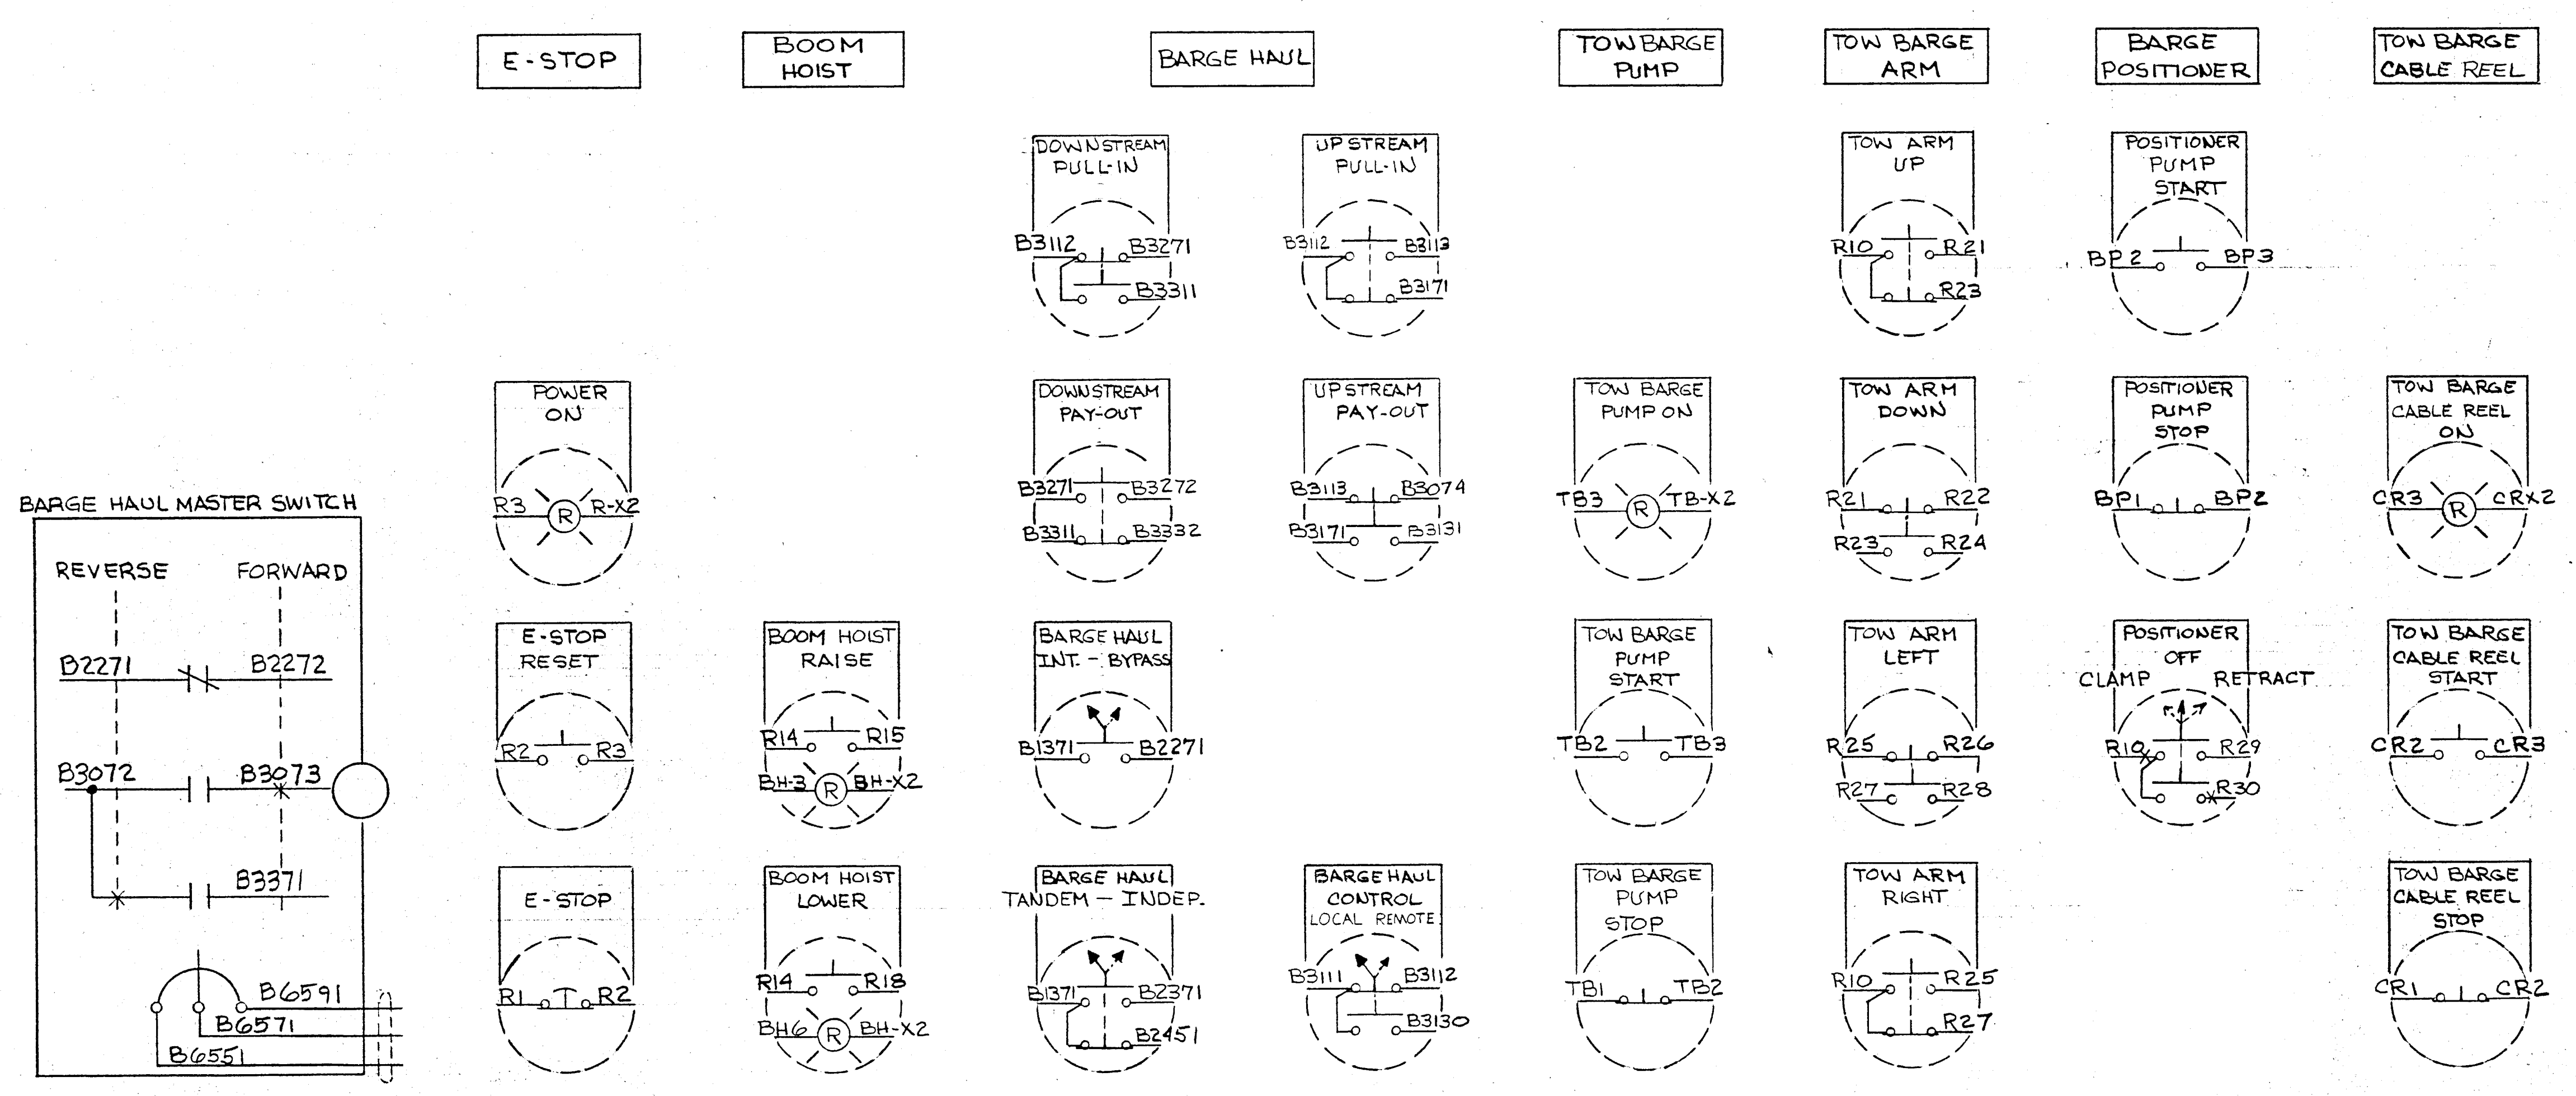 E-STOP
BOOM
HOIST
BARGE HAUL
TOW BARGE
PUMP
TOW BARGE
ARM
BARGE
POSITIONER
TOW BARGE
CABLE REEL
DOWNSTREAM
PULL-IN
B3112
B3271
B3311
UPSTREAM
PULL-IN
B3112
B3113
B3171
TOW ARM
UP
R10
R21
R23
POSITIONER
PUMP
START
BP2
BP3
POWER
ON
R3
R
R-X2
DOWNSTREAM
PAY-OUT
B3271
B3272
B3311
B3332
UPSTREAM
PAY-OUT
B3113
B3074
B3171
B3131
TOW BARGE
PUMP ON
TB3
R
TB-X2
TOW ARM
DOWN
R21
R22
R23
R24
POSITIONER
PUMP
STOP
BP1
BP2
TOW BARGE
CABLE REEL
ON
CR3
R
CRX2
BARGE HAUL MASTER SWITCH
REVERSE
FORWARD
B2271
B2272
B3072
B3073
B3371
B6591
B6571
B6551
E-STOP
RESET
R2
R3
BOOM HOIST
RAISE
R14
R15
BH-3
R
BH-X2
BARGE HAUL
INT. - BYPASS
B1371
B2271
TOW BARGE
PUMP
START
TB2
TB3
TOW ARM
LEFT
R25
R26
R27
R28
POSITIONER
OFF
CLAMP
RETRACT
R10
R29
R30
TOW BARGE
CABLE REEL
START
CR2
CR3
E-STOP
R1
R2
BOOM HOIST
LOWER
R14
R18
BH6
R
BH-X2
BARGE HAUL
TANDEM - INDEP.
B1371
B2371
B2451
BARGE HAUL
CONTROL
LOCAL REMOTE
B3111
B3112
B3130
TOW BARGE
PUMP
STOP
TB1
TB2
TOW ARM
RIGHT
R10
R25
R27
TOW BARGE
CABLE REEL
STOP
CR1
CR2